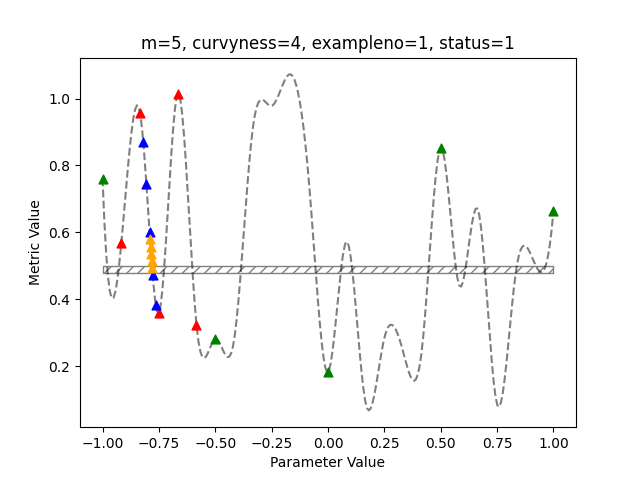 m=5, curvyness=4, exampleno=1, status=1
1.0
0.8
0.6
0.4
0.2
Metric Value
−1.00 −0.75 −0.50 −0.25 0.00 0.25 0.50 0.75 1.00
Parameter Value